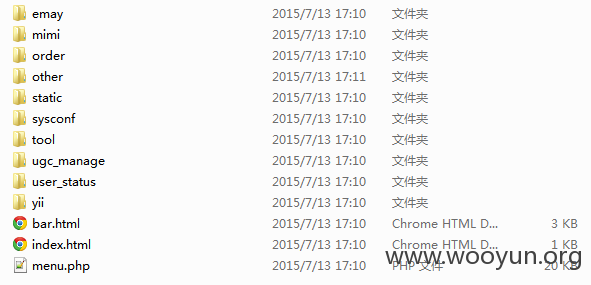 emay 2015/7/13 17:10 文件夹
mimi 2015/7/13 17:10 文件夹
order 2015/7/13 17:10 文件夹
other 2015/7/13 17:11 文件夹
static 2015/7/13 17:10 文件夹
sysconf 2015/7/13 17:10 文件夹
tool 2015/7/13 17:10 文件夹
ugc_manage 2015/7/13 17:10 文件夹
user_status 2015/7/13 17:10 文件夹
yii 2015/7/13 17:10 文件夹
bar.html 2015/7/13 17:10 Chrome HTML D... 3 KB
index.html 2015/7/13 17:10 Chrome HTML D... 1 KB
menu.php 2015/7/13 17:10 PHP 文件 20 KB
www.wooyun.org